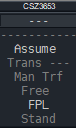 CSZ3653
---
Assume
Trans ---
Man Trf
Free
FPL
Stand